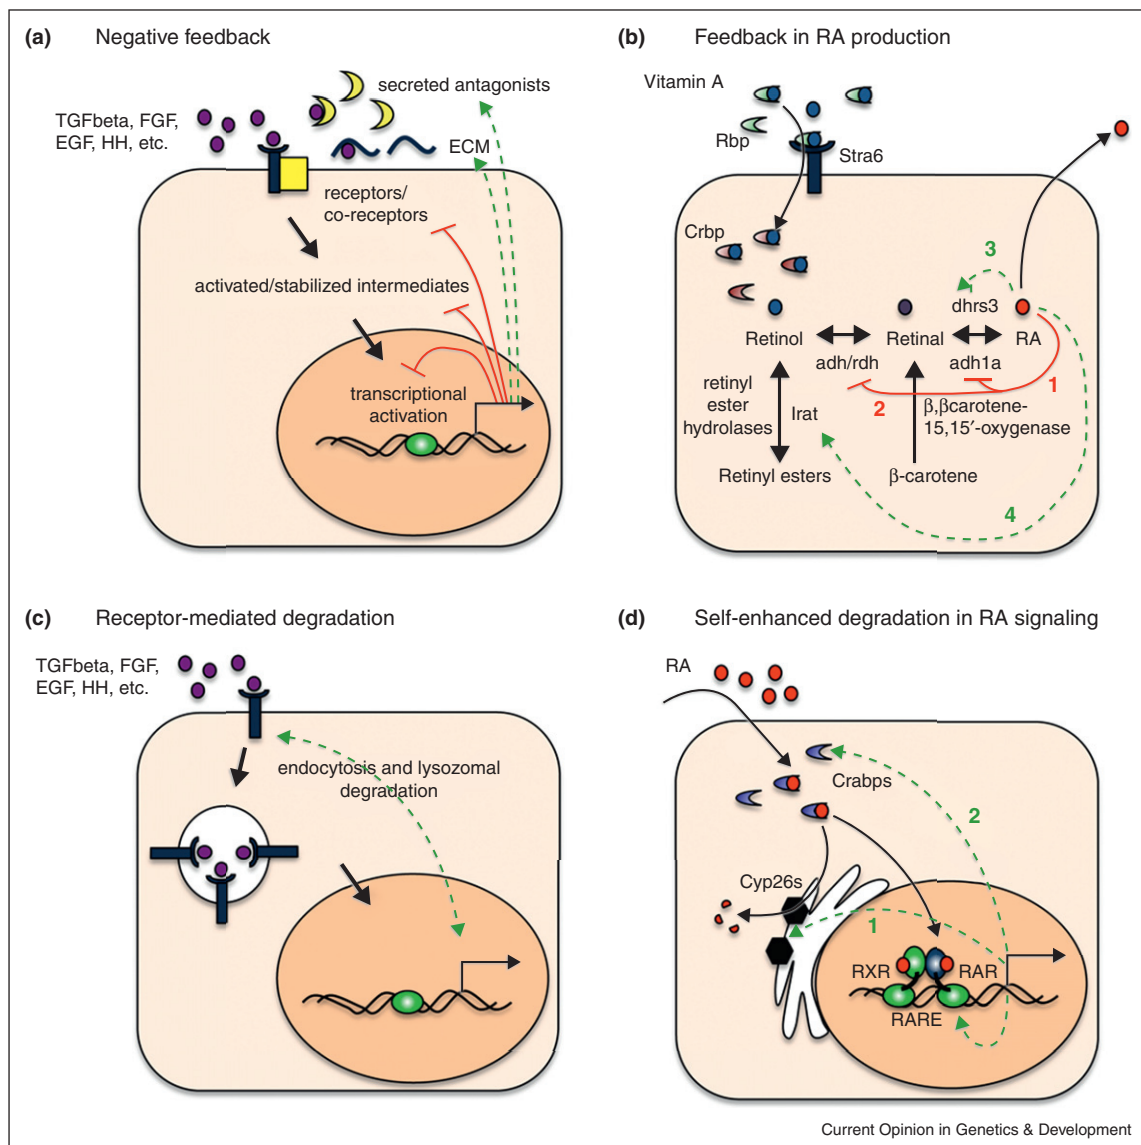 (a) Negative feedback
TGFbeta, FGF,
EGF, HH, etc.
secreted antagonists
ECM
receptors/
co-receptors
activated/stabilized intermediates
transcriptional
activation
(b) Feedback in RA production
Vitamin A
Rbp
Stra6
Crbp
3
dhrs3
Retinol
Retinal
RA
adh/rdh
adh1a
1
2
retinyl
ester
hydrolases
lrat
β,βcarotene-
15,15′-oxygenase
Retinyl esters
β-carotene
4
(c) Receptor-mediated degradation
TGFbeta, FGF,
EGF, HH, etc.
endocytosis and lysozomal
degradation
(d) Self-enhanced degradation in RA signaling
RA
Crabps
2
Cyp26s
1
RXR
RAR
RARE
Current Opinion in Genetics & Development